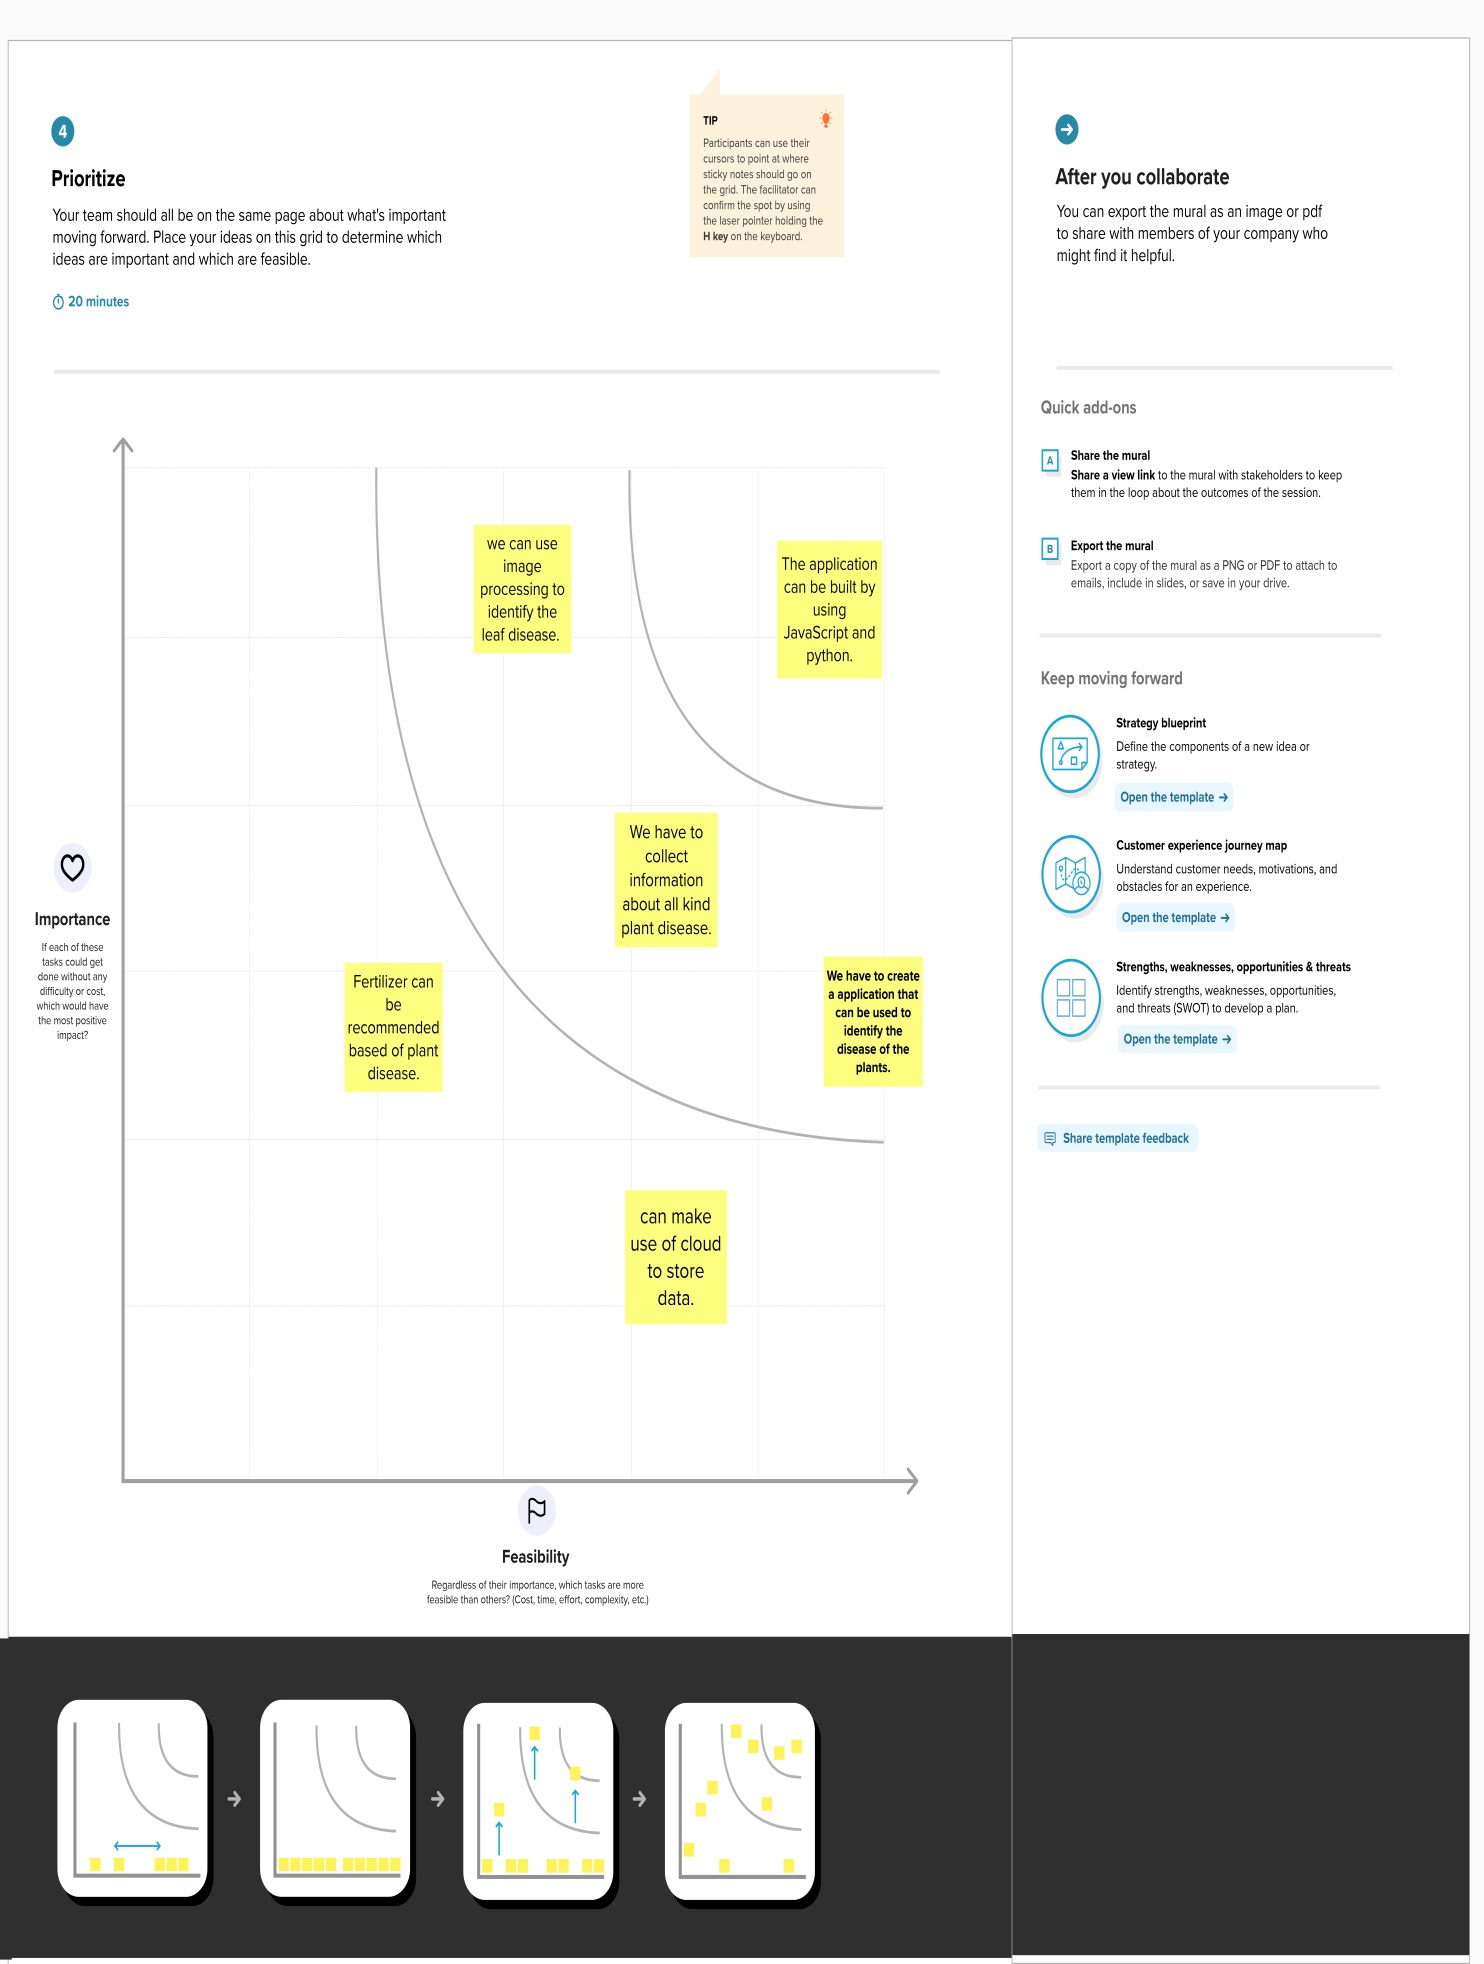 4
Prioritize
Your team should all be on the same page about what's important
moving forward. Place your ideas on this grid to determine which
ideas are important and which are feasible.
20 minutes
TIP
Participants can use their
cursors to point at where
sticky notes should go on
the grid. The facilitator can
confirm the spot by using
the laser pointer holding the
H key on the keyboard.
we can use
image
processing to
identify the
leaf disease.
The application
can be built by
using
JavaScript and
python.
We have to
collect
information
about all kind
plant disease.
Fertilizer can
be
recommended
based of plant
disease.
We have to create
a application that
can be used to
identify the
disease of the
plants.
can make
use of cloud
to store
data.
Importance
If each of these
tasks could get
done without any
difficulty or cost,
which would have
the most positive
impact?
Feasibility
Regardless of their importance, which tasks are more
feasible than others? (Cost, time, effort, complexity, etc.)
After you collaborate
You can export the mural as an image or pdf
to share with members of your company who
might find it helpful.
Quick add-ons
A
Share the mural
Share a view link to the mural with stakeholders to keep
them in the loop about the outcomes of the session.
B
Export the mural
Export a copy of the mural as a PNG or PDF to attach to
emails, include in slides, or save in your drive.
Keep moving forward
Strategy blueprint
Define the components of a new idea or
strategy.
Open the template →
Customer experience journey map
Understand customer needs, motivations, and
obstacles for an experience.
Open the template →
Strengths, weaknesses, opportunities & threats
Identify strengths, weaknesses, opportunities,
and threats (SWOT) to develop a plan.
Open the template →
Share template feedback